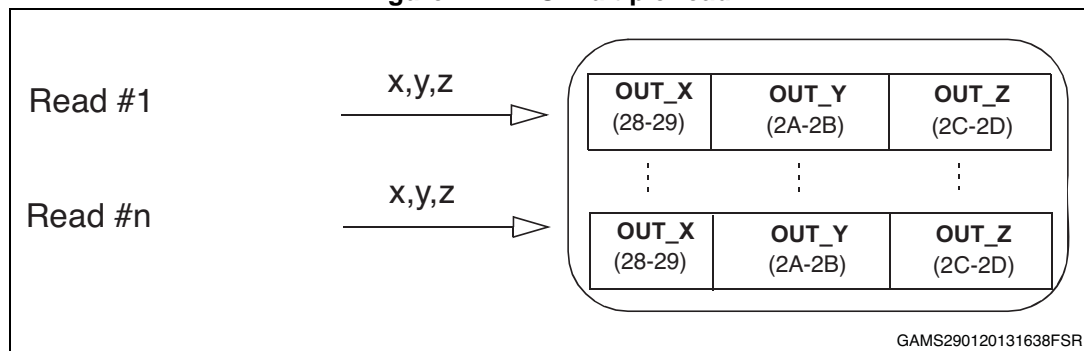 Read #1
x,y,z
OUT_X OUT_Y OUT_Z
(28-29) (2A-2B) (2C-2D)
Read #n
x,y,z
OUT_X OUT_Y OUT_Z
(28-29) (2A-2B) (2C-2D)
GAMS290120131638FSR